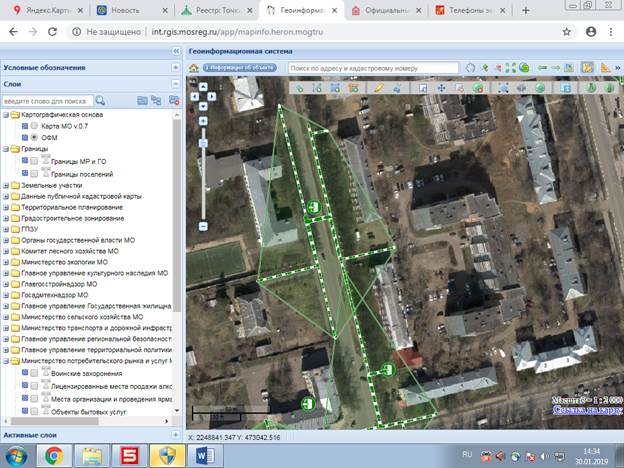 Яндекс.Карты
Новость
Реестр: Точки
Геоинформа
Официальны
Телефоны эк
Не защищено | int.rgis.mosreg.ru/app/mapinfo.heron.mogtru
Геоинформационная система
Условные обозначения
Информация об объекте
Поиск по адресу и кадастровому номеру
Слои
введите слово для поиска
Картографическая основа
Карта МО v.0.7
ОФМ
Границы
Границы МР и ГО
Границы поселений
Земельные участки
Данные публичной кадастровой карты
Территориальное планирование
Градостроительное зонирование
ГПЗУ
Органы государственной власти МО
Комитет лесного хозяйства МО
Министерство экологии МО
Главное управление культурного наследия МО
Главгосстройнадзор МО
Госадмтехнадзор МО
Главное управление Государственная жилищна
Министерство сельского хозяйства МО
Министерство транспорта и дорожной инфрастр
Главное управление региональной безопасност
Главное управление территориальной политики
Министерство потребительского рынка и услуг М
Воинские захоронения
Лицензированные места продажи алко
Места организации и проведения ярма
Объекты бытовых услуг
Масштаб = 1 : 2 000
Ссылка на карту
Активные слои
X: 2248841.347 Y: 473042.516
RU
14:34
30.01.2019